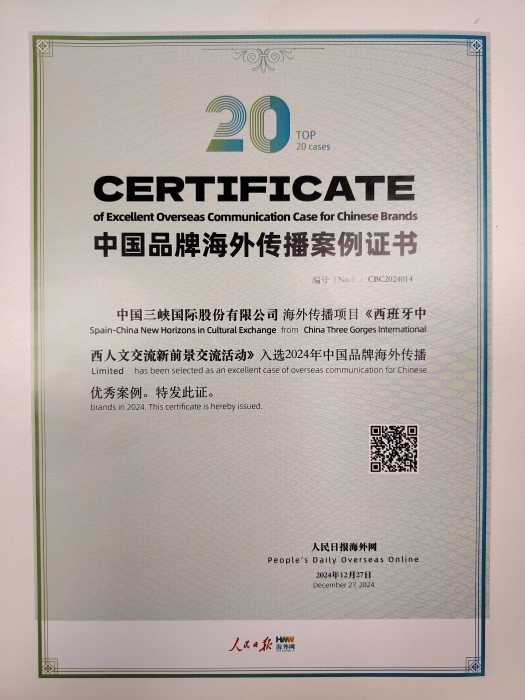 20
TOP
20 cases
CERTIFICATE
of Excellent Overseas Communication Case for Chinese Brands
中国品牌海外传播案例证书
编号（No.）：CBC2024014
中国三峡国际股份有限公司 海外传播项目《西班牙中
Spain-China New Horizons in Cultural Exchange from China Three Gorges International
西人文交流新前景交流活动》入选2024年中国品牌海外传播
Limited has been selected as an excellent case of overseas communication for Chinese
优秀案例。特发此证。
brands in 2024. This certificate is hereby issued.
人民日报海外网
People's Daily Overseas Online
2024年12月27日
December 27, 2024
人民日报 HWW
海外网